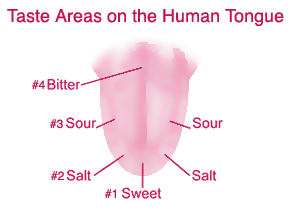 Taste Areas on the Human Tongue
#4 Bitter
#3 Sour
Sour
#2 Salt
Salt
#1 Sweet